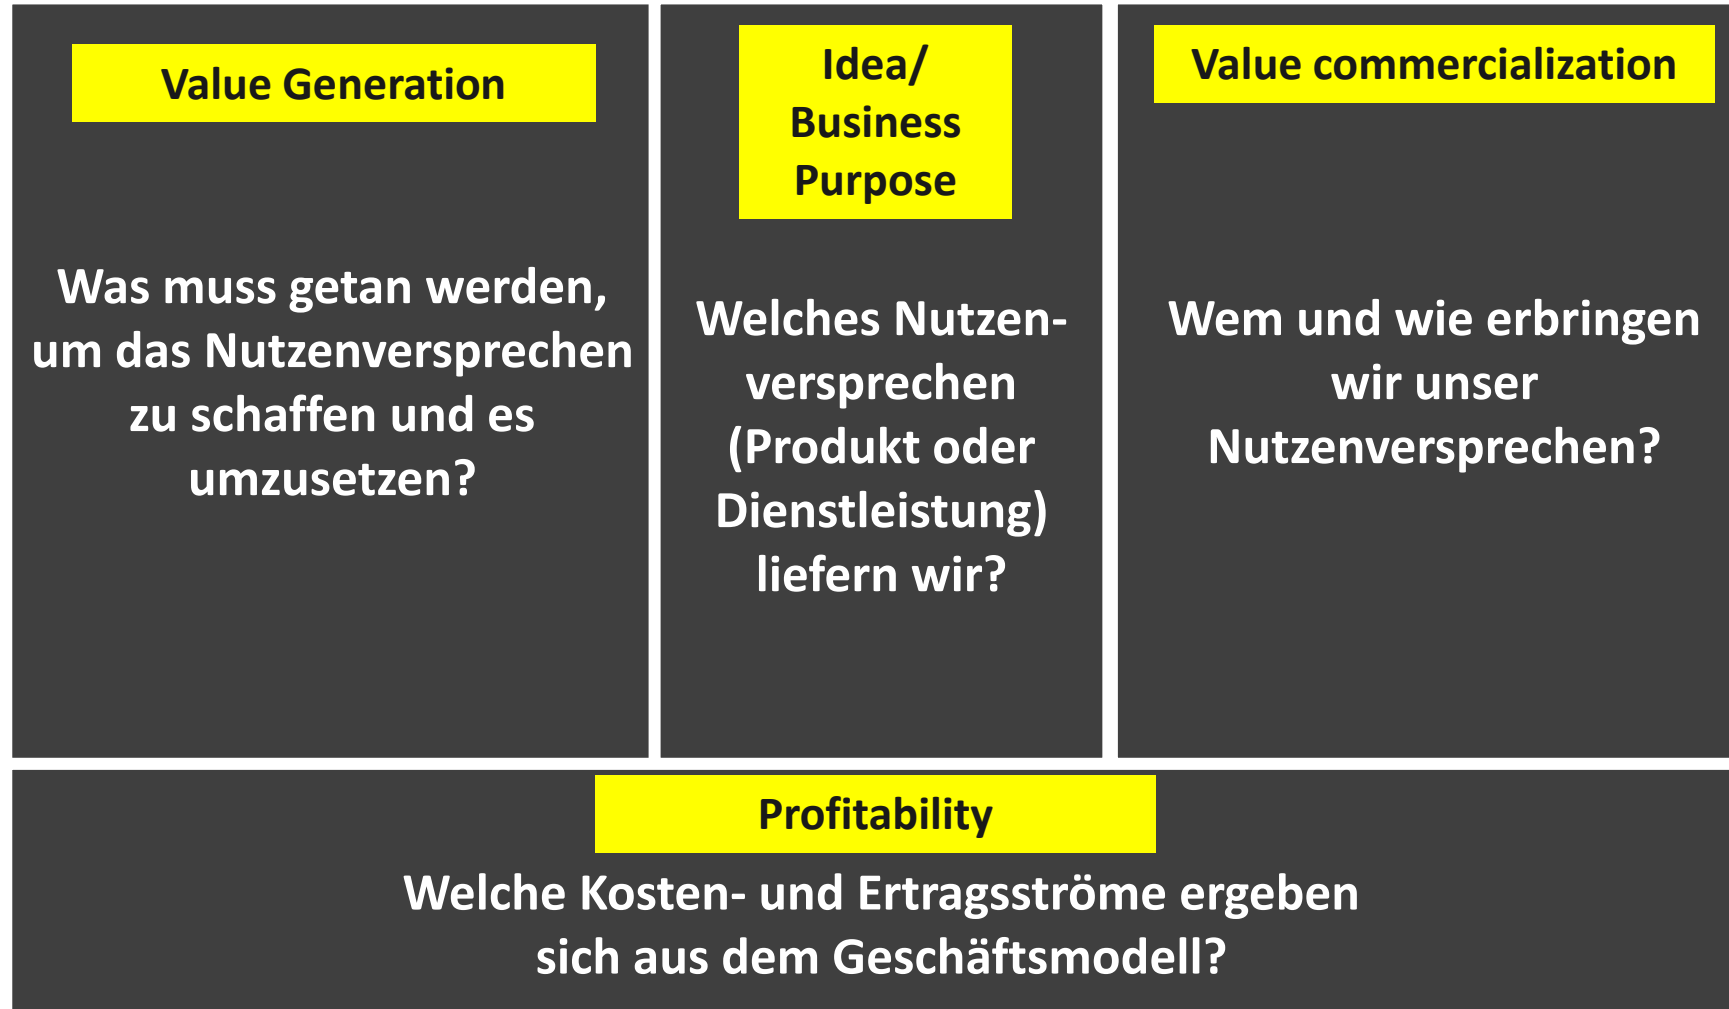 Value Generation
Was muss getan werden,
um das Nutzenversprechen
zu schaffen und es
umzusetzen?
Idea/
Business
Purpose
Welches Nutzen-
versprechen
(Produkt oder
Dienstleistung)
liefern wir?
Value commercialization
Wem und wie erbringen
wir unser
Nutzenversprechen?
Profitability
Welche Kosten- und Ertragsströme ergeben
sich aus dem Geschäftsmodell?